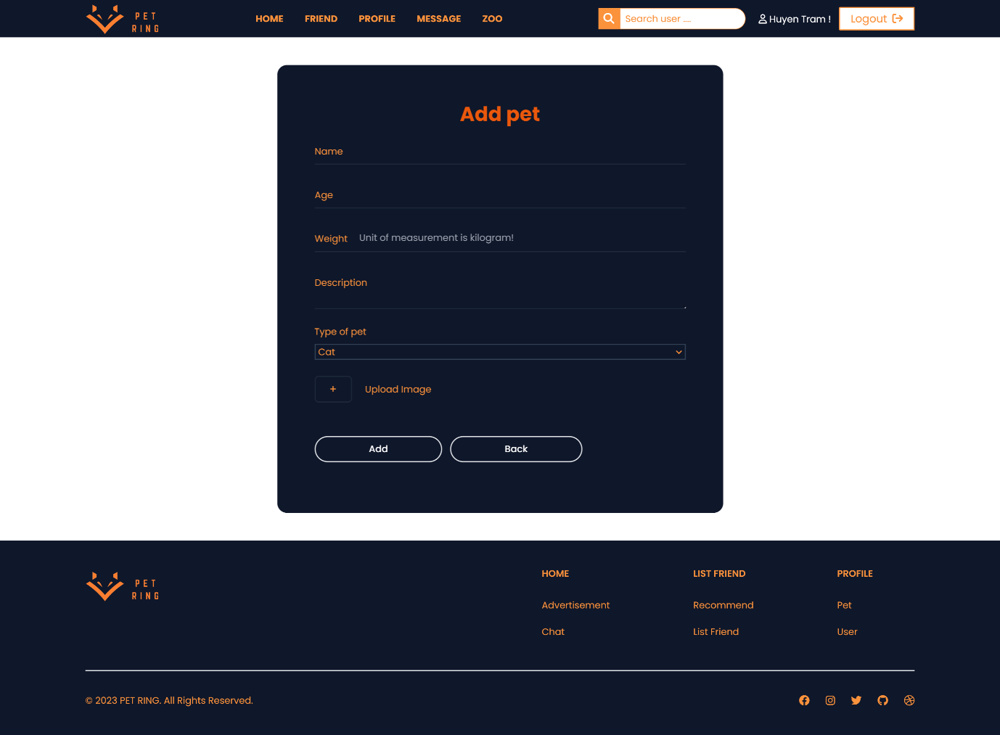 PET
RING
HOME FRIEND PROFILE MESSAGE ZOO
Search user ....
Huyen Tram !
Logout
Add pet
Name
Age
Weight Unit of measurement is kilogram!
Description
Type of pet
Cat
+ Upload Image
Add Back
PET
RING
HOME LIST FRIEND PROFILE
Advertisement Recommend Pet
Chat List Friend User
© 2023 PET RING. All Rights Reserved.